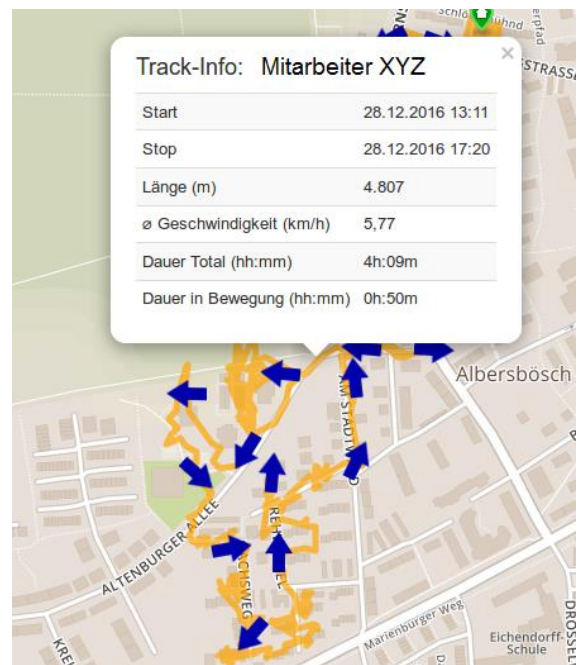 Track-Info: Mitarbeiter XYZ
×
Start 28.12.2016 13:11
Stop 28.12.2016 17:20
Länge (m) 4.807
ø Geschwindigkeit (km/h) 5,77
Dauer Total (hh:mm) 4h:09m
Dauer in Bewegung (hh:mm) 0h:50m
Albersbösch
ALTENBURGER ALLEE
Marienburger Weg
Eichendorff-
Schule